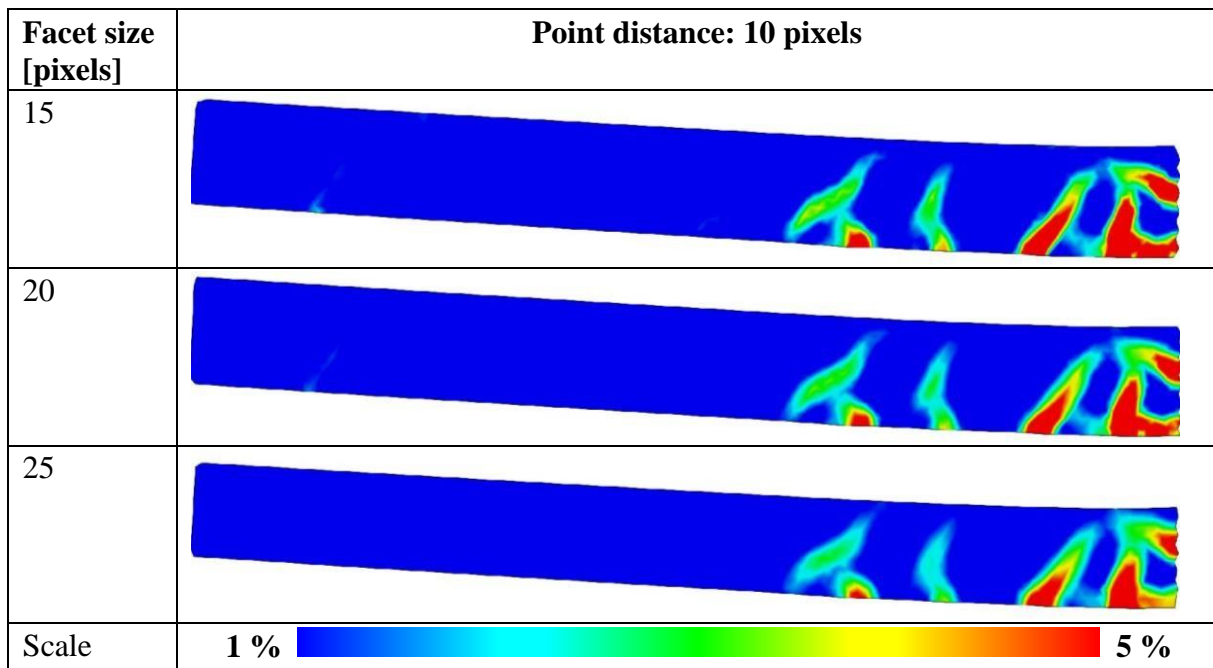 Facet size
[pixels]
Point distance: 10 pixels
15
20
25
Scale
1 %
5 %